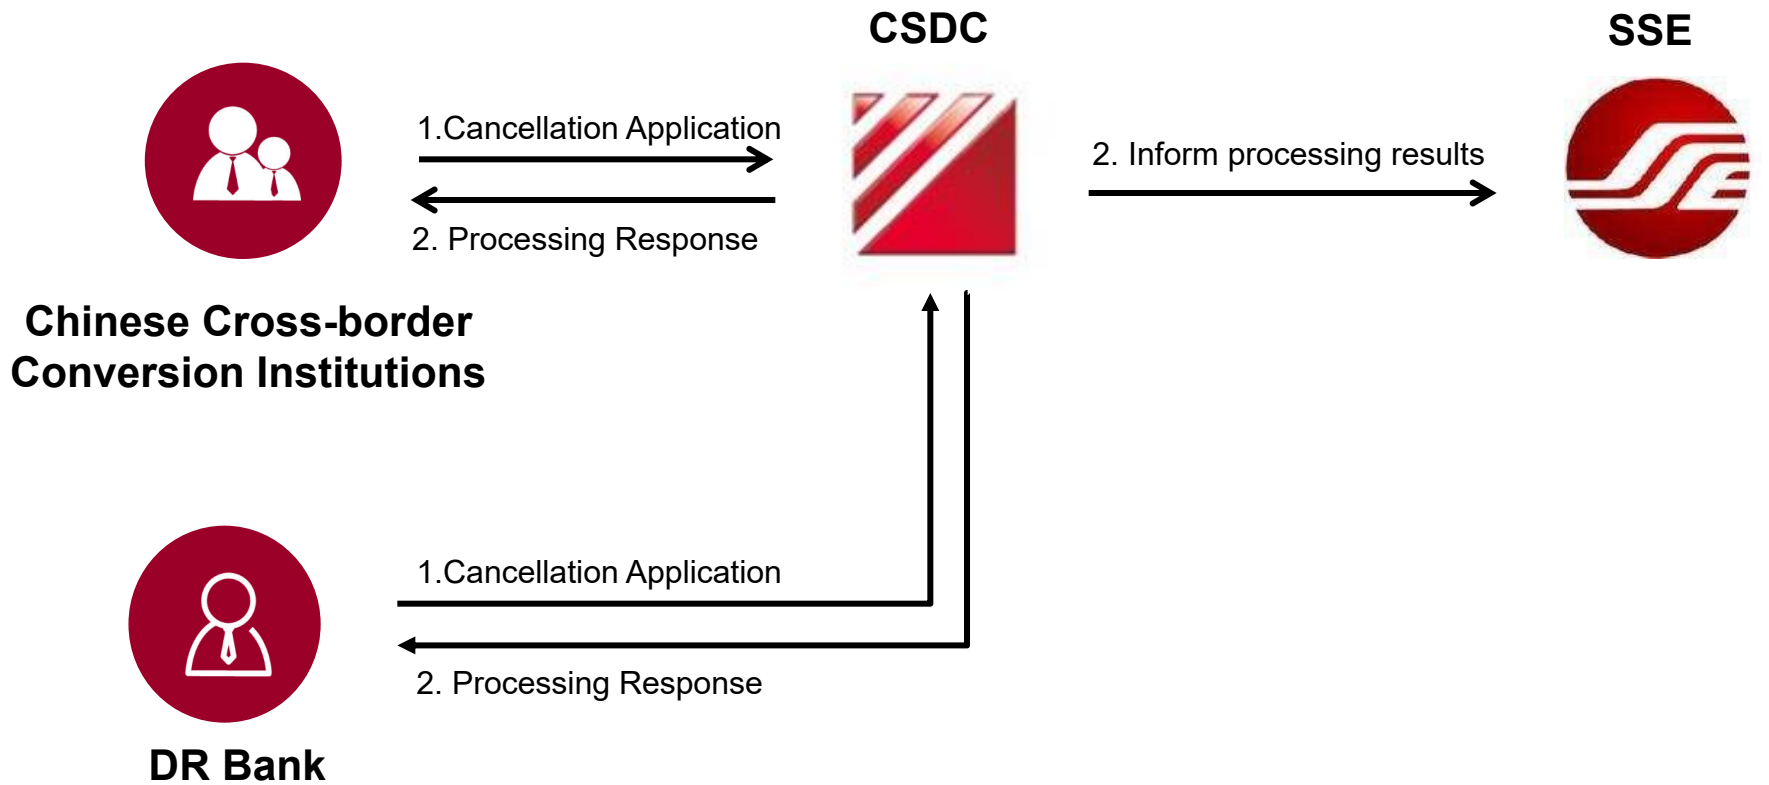 CSDC
SSE
1.Cancellation Application
2. Inform processing results
2. Processing Response
Chinese Cross-border
Conversion Institutions
1.Cancellation Application
2. Processing Response
DR Bank